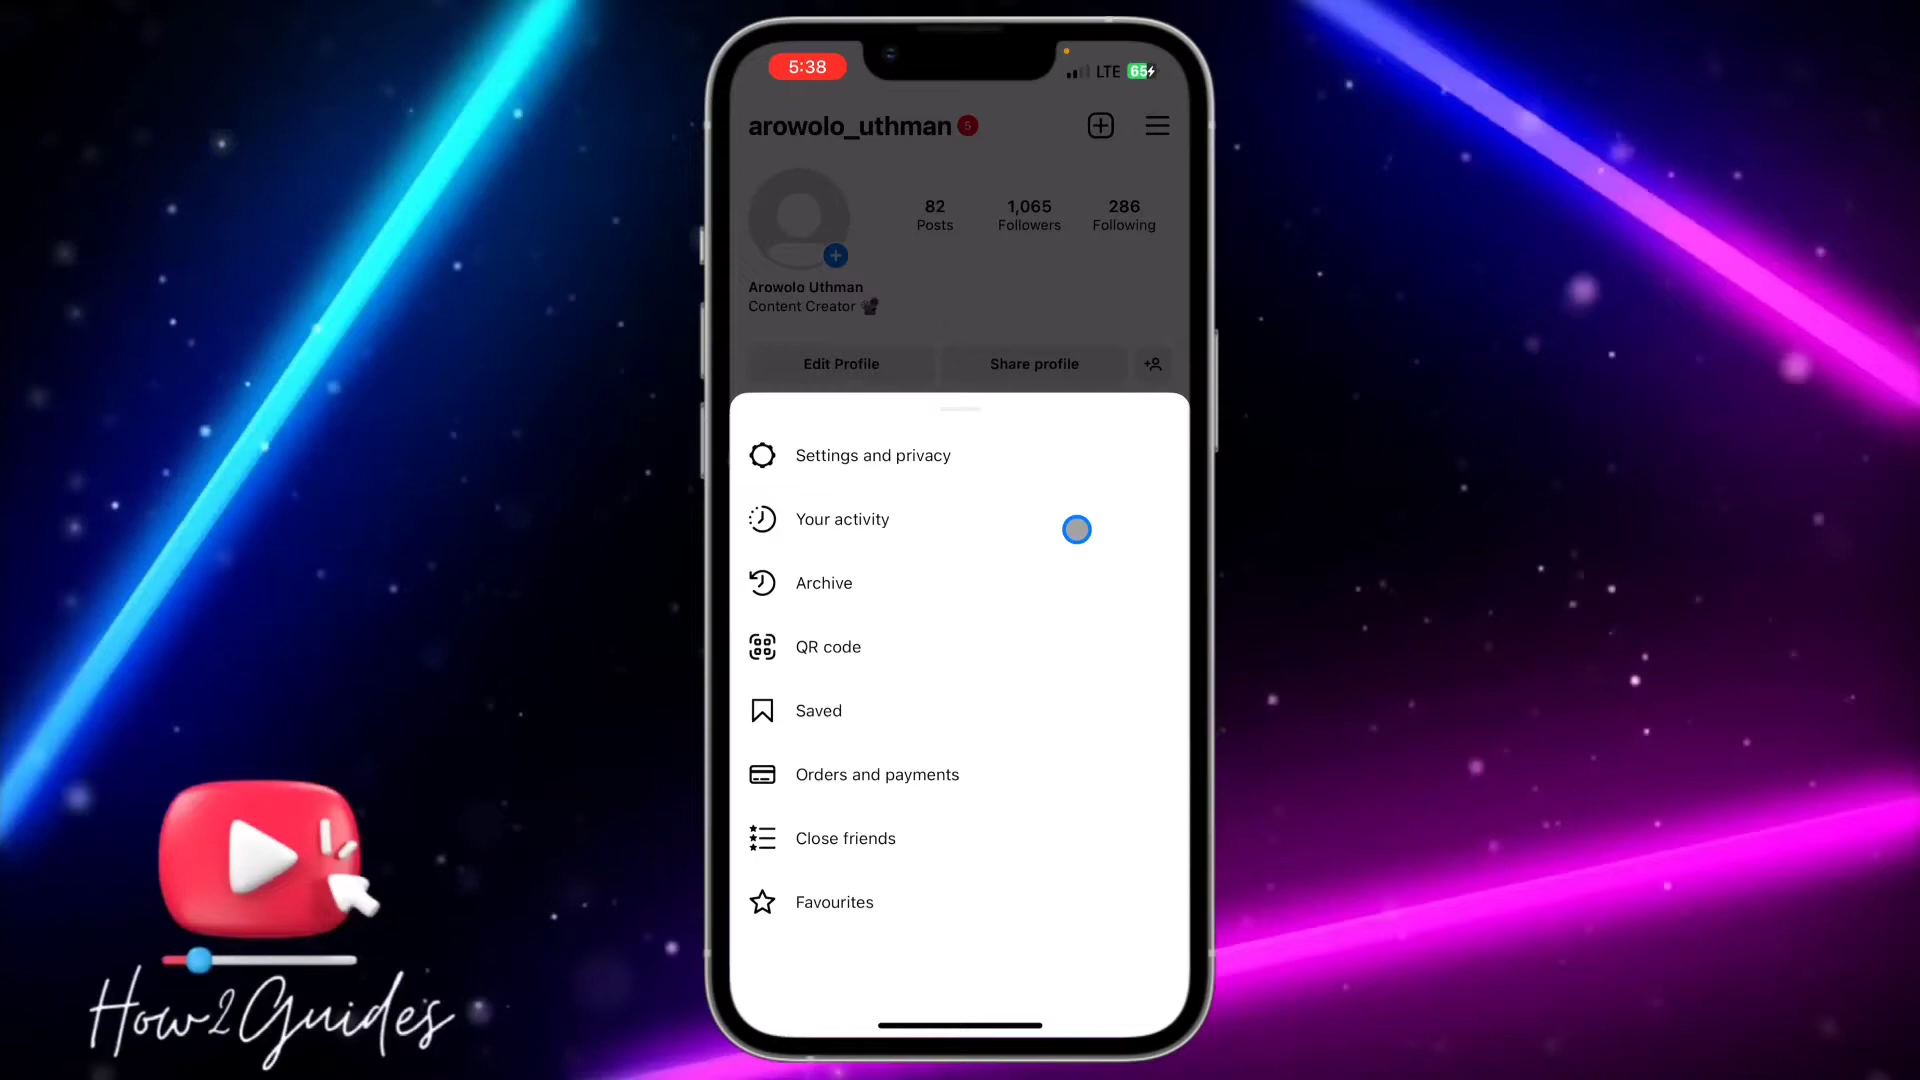 5:38
LTE 65
arowolo_uthman 5
82 1,065 286
Posts Followers Following
Arowolo Uthman
Content Creator
Edit Profile Share profile
Settings and privacy
Your activity
Archive
QR code
Saved
Orders and payments
Close friends
Favourites
How2Guides